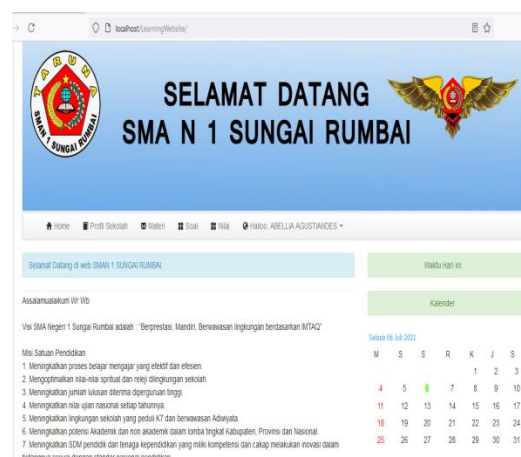 localhost/LearningWebsite/
TARUNA
SMAN 1 SUNGAI RUMBAI
SELAMAT DATANG
SMA N 1 SUNGAI RUMBAI
Home Profil Sekolah Materi Soal Nilai Halloo, ABELLIA AGUSTIANDES
Selamat Datang di web SMAN 1 SUNGAI RUMBAI
Assalamualaikum Wr Wb
Visi SMA Negeri 1 Sungai Rumbai adalah : "Berprestasi, Mandiri, Berwawasan lingkungan berdasarkan IMTAQ"
Misi Satuan Pendidikan
1. Meningkatkan proses belajar mengajar yang efektif dan efesien.
2. Mengoptimalkan nilai-nilai spritual dan releji dilingkungan sekolah.
3. Meningkatkan jumlah lulusan diterima diperguruan tinggi.
4. Meningkatkan nilai ujian nasional setiap tahunnya.
5. Meningkatkan lingkungan sekolah yang peduli K7 dan berwawasan Adiwyata.
6. Meningkatkan potensi Akademik dan non akademik dalam lomba tingkat Kabupaten, Provinsi dan Nasional.
7. Meningkatkan SDM pendidik dan tenaga kependidikan yang miliki kompetensi dan cakap melakukan inovasi dalam
Waktu Hari ini
Kalender
Selasa 06 Juli 2021
M S S R K J S
1 2 3
4 5 6 7 8 9 10
11 12 13 14 15 16 17
18 19 20 21 22 23 24
25 26 27 28 29 30 31